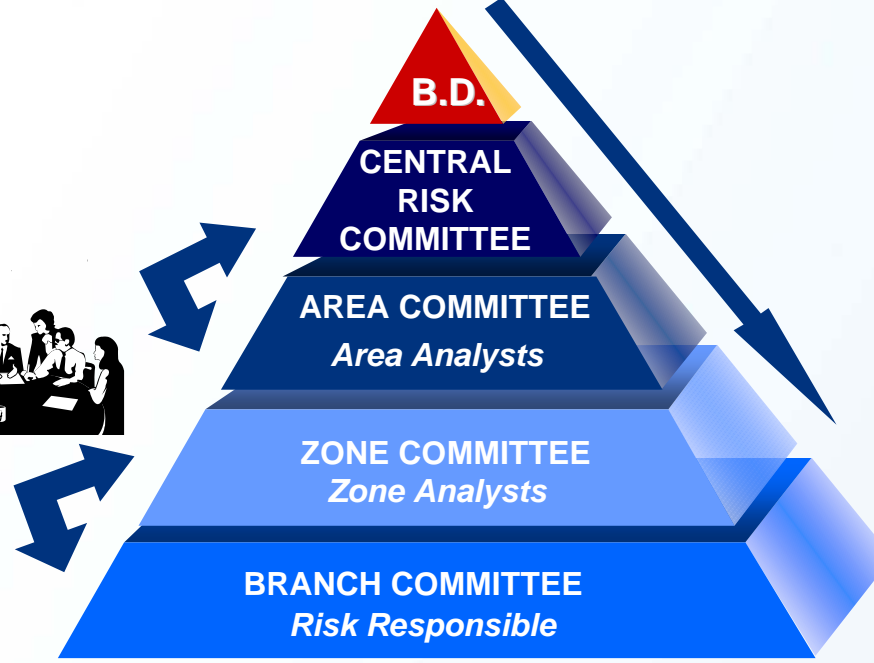 B.D.
CENTRAL
RISK
COMMITTEE
AREA COMMITTEE
Area Analysts
ZONE COMMITTEE
Zone Analysts
BRANCH COMMITTEE
Risk Responsible